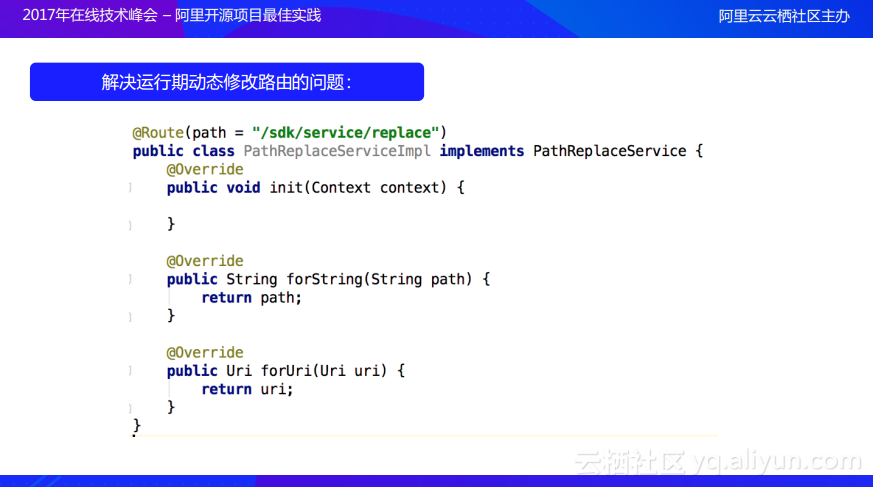 2017年在线技术峰会 – 阿里开源项目最佳实践
阿里云云栖社区主办
解决运行期动态修改路由的问题：
@Route(path = "/sdk/service/replace")
public class PathReplaceServiceImpl implements PathReplaceService {
@Override
public void init(Context context) {
}
@Override
public String forString(String path) {
return path;
}
@Override
public Uri forUri(Uri uri) {
return uri;
}
}
云栖社区 yq.aliyun.com